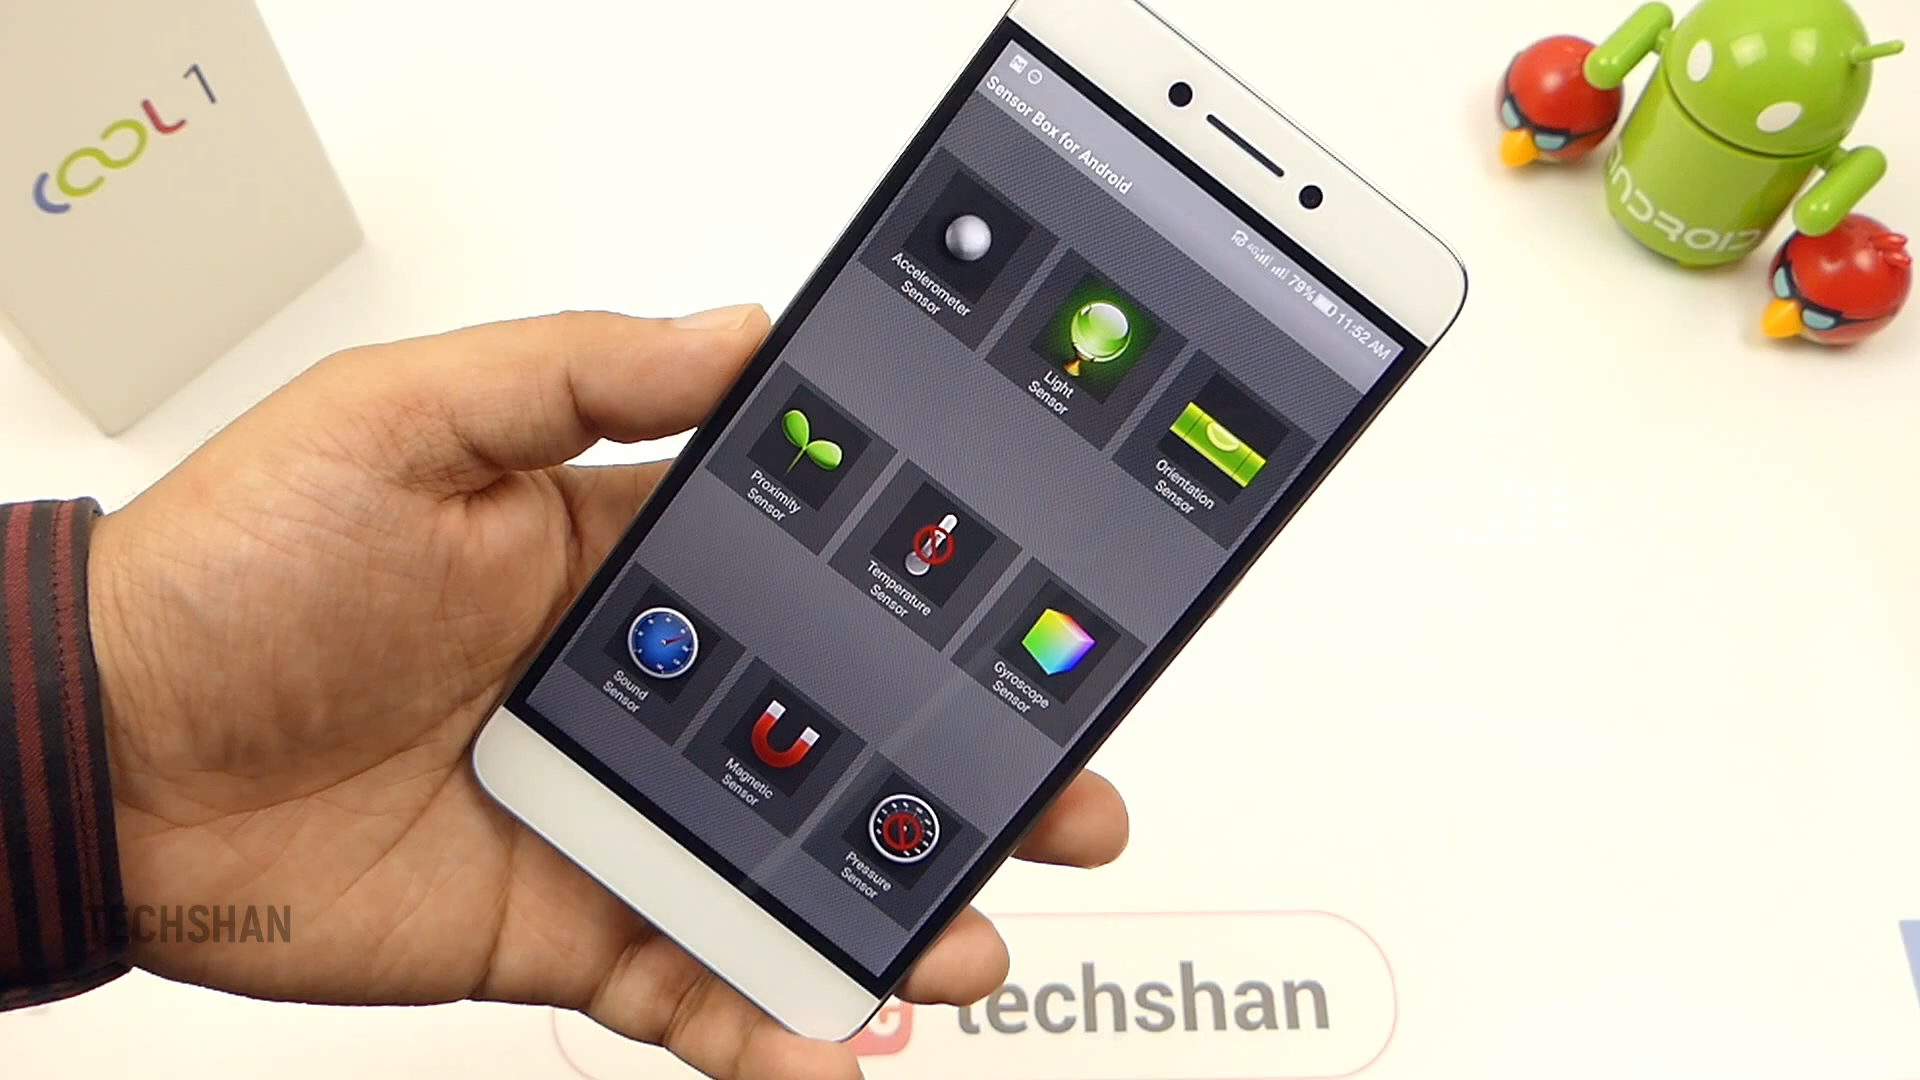 COOL 1
HD 4G 79% 11:52 AM
Sensor Box for Android
Accelerometer
Sensor
Light
Sensor
Orientation
Sensor
Proximity
Sensor
Temperature
Sensor
Gyroscope
Sensor
Sound
Sensor
Magnetic
Sensor
Pressure
Sensor
ANDROID
TECHSHAN
techshan